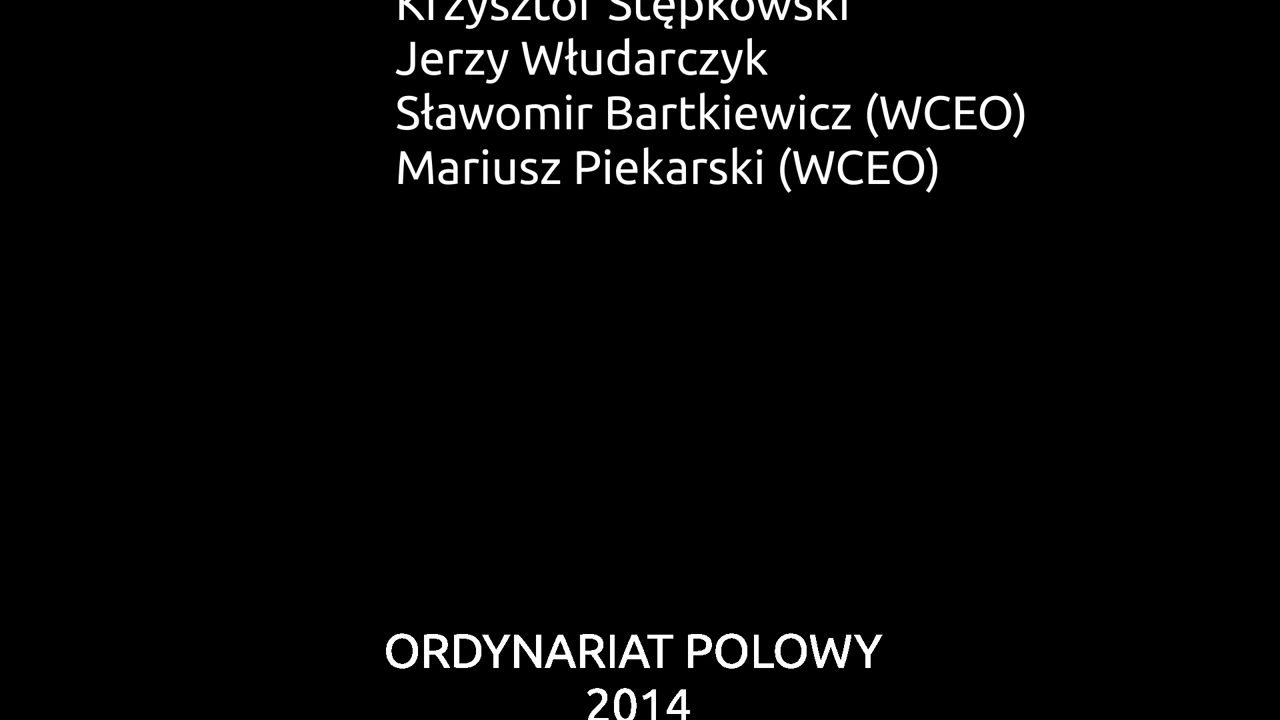 Krzysztof Stępkowski
Jerzy Włudarczyk
Sławomir Bartkiewicz (WCEO)
Mariusz Piekarski (WCEO)
ORDYNARIAT POLOWY
2014